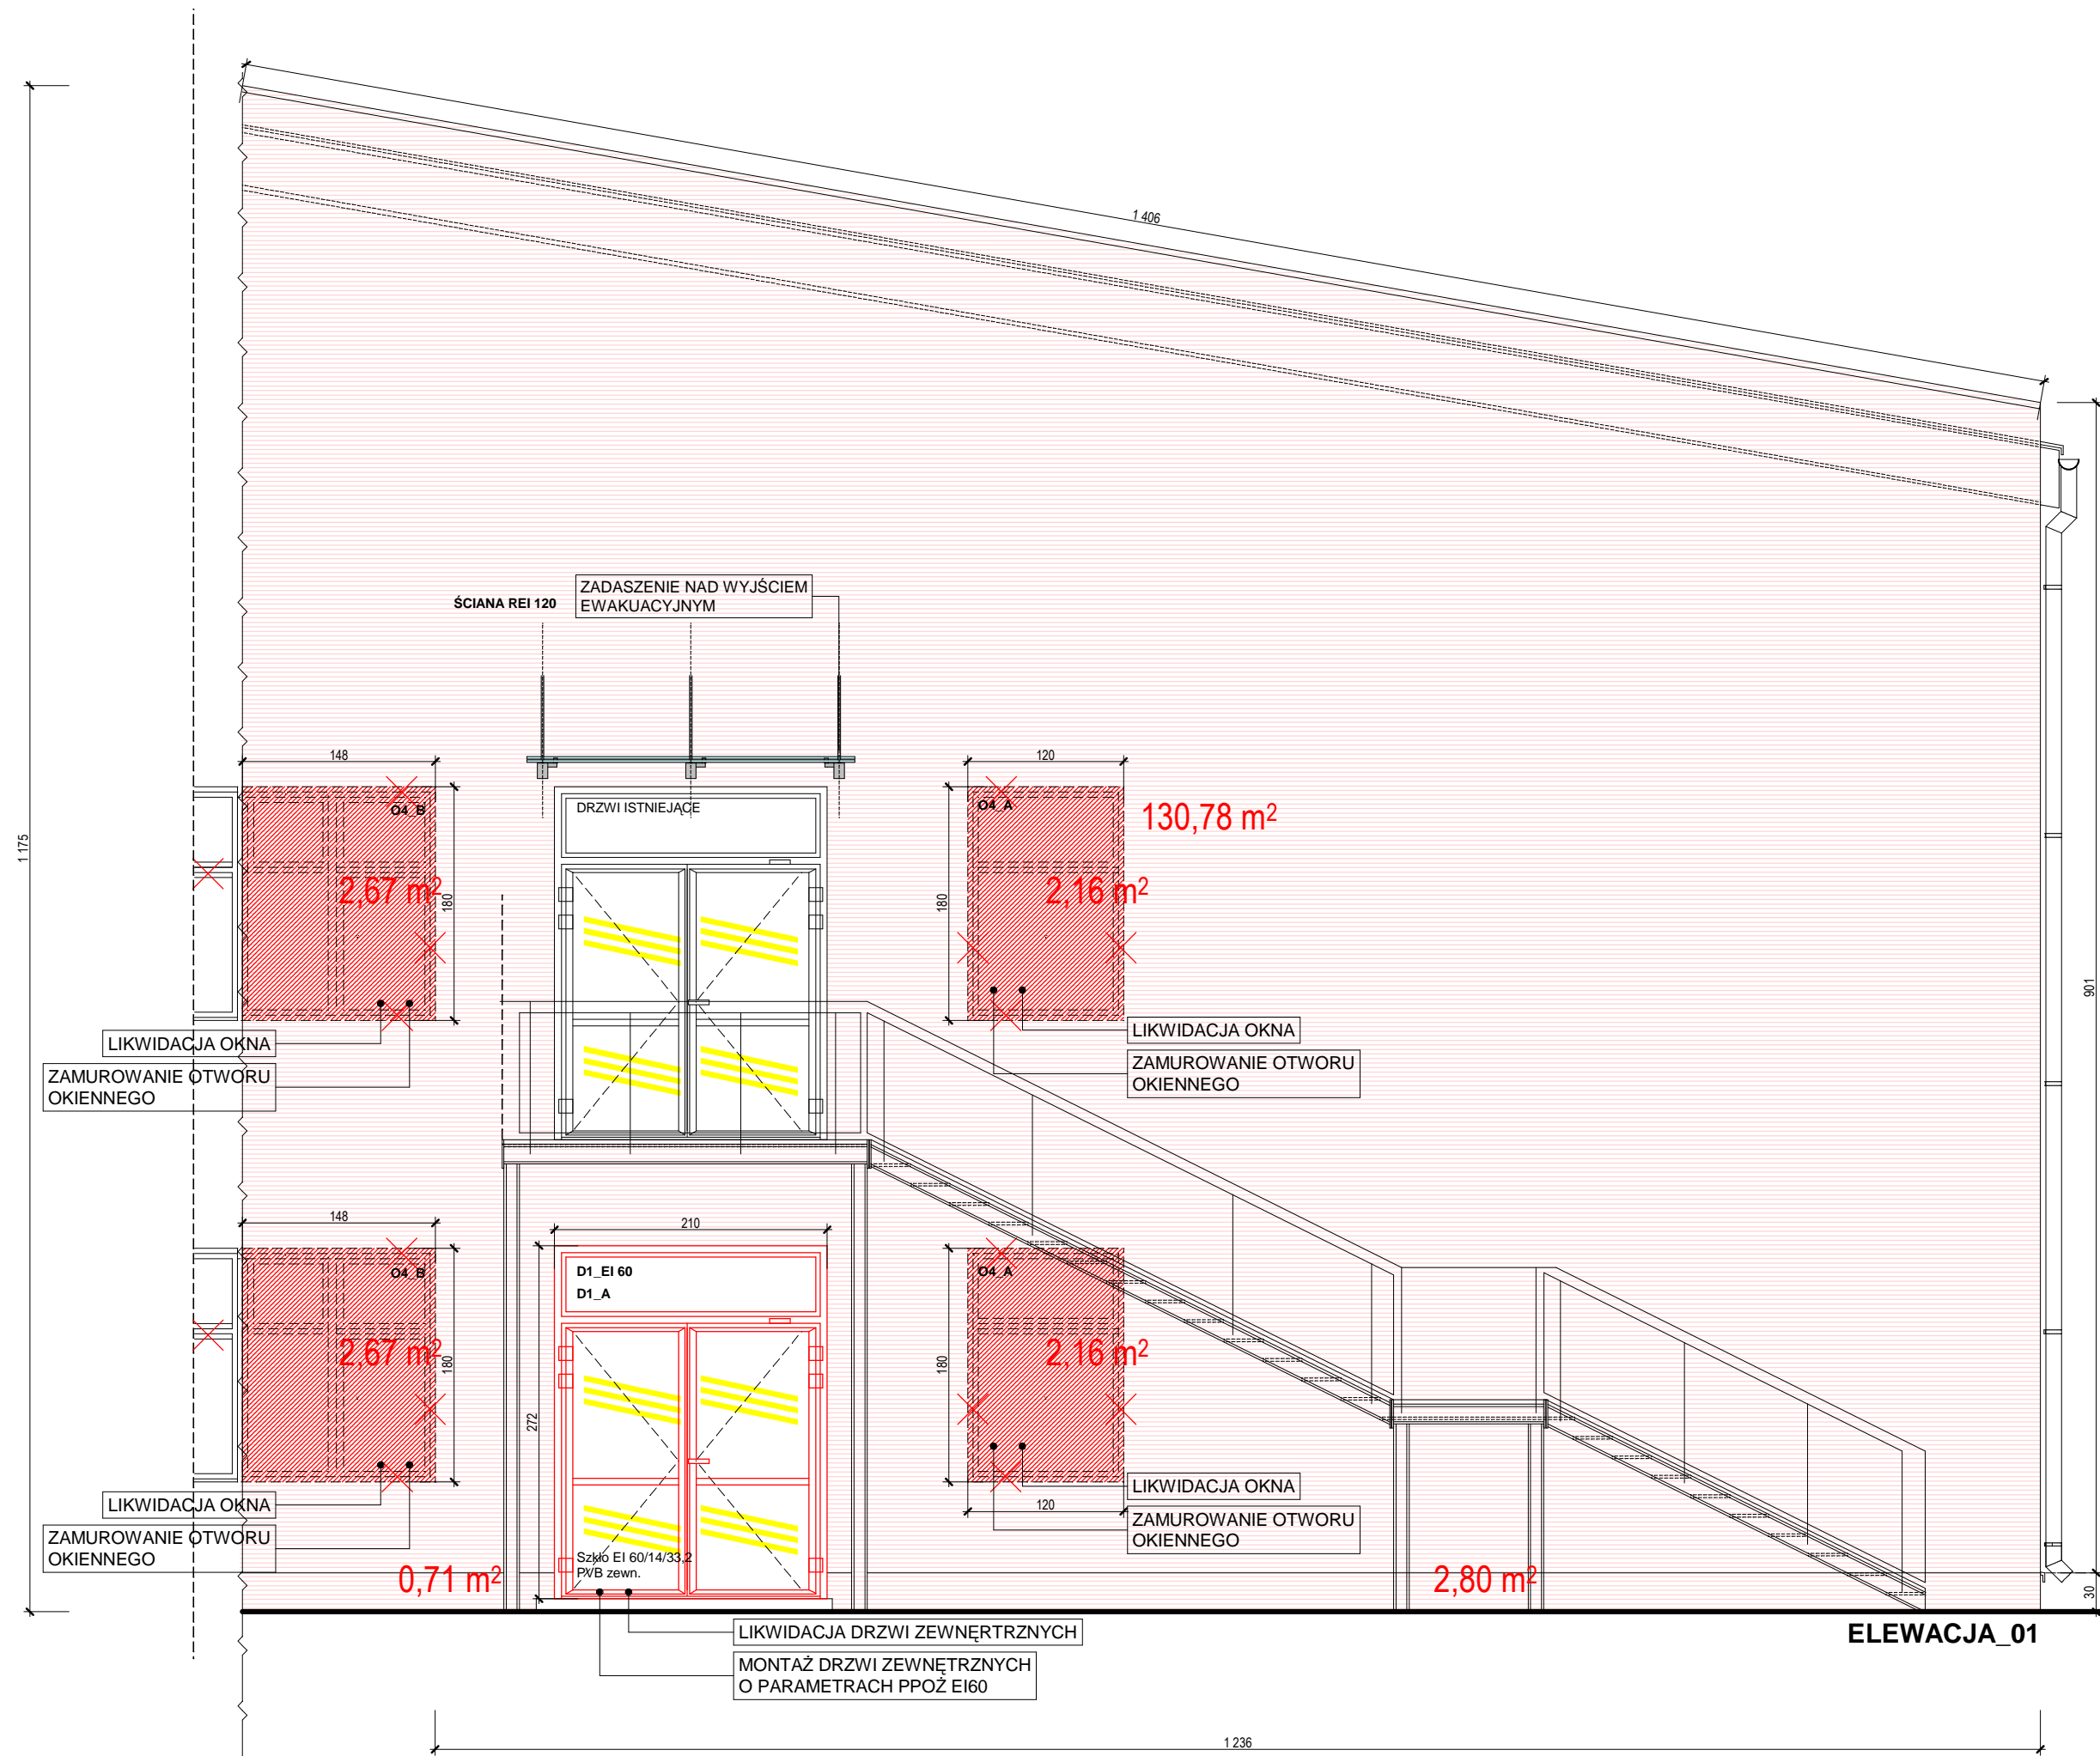 1 406
1 175
ŚCIANA REI 120
ZADASZENIE NAD WYJŚCIEM
EWAKUACYJNYM
148
120
O4_B
DRZWI ISTNIEJĄCE
O4_A
130,78 m²
2,67 m²
180
180
2,16 m²
901
LIKWIDACJA OKNA
ZAMUROWANIE OTWORU
OKIENNEGO
LIKWIDACJA OKNA
ZAMUROWANIE OTWORU
OKIENNEGO
148
210
O4_B
D1_EI 60
D1_A
O4_A
2,67 m²
180
272
180
2,16 m²
LIKWIDACJA OKNA
ZAMUROWANIE OTWORU
OKIENNEGO
120
LIKWIDACJA OKNA
ZAMUROWANIE OTWORU
OKIENNEGO
Szkło EI 60/14/33,2
PVB zewn.
0,71 m²
2,80 m²
30
LIKWIDACJA DRZWI ZEWNĘRTRZNYCH
MONTAŻ DRZWI ZEWNĘTRZNYCH
O PARAMETRACH PPOŻ EI60
ELEWACJA_01
1 236